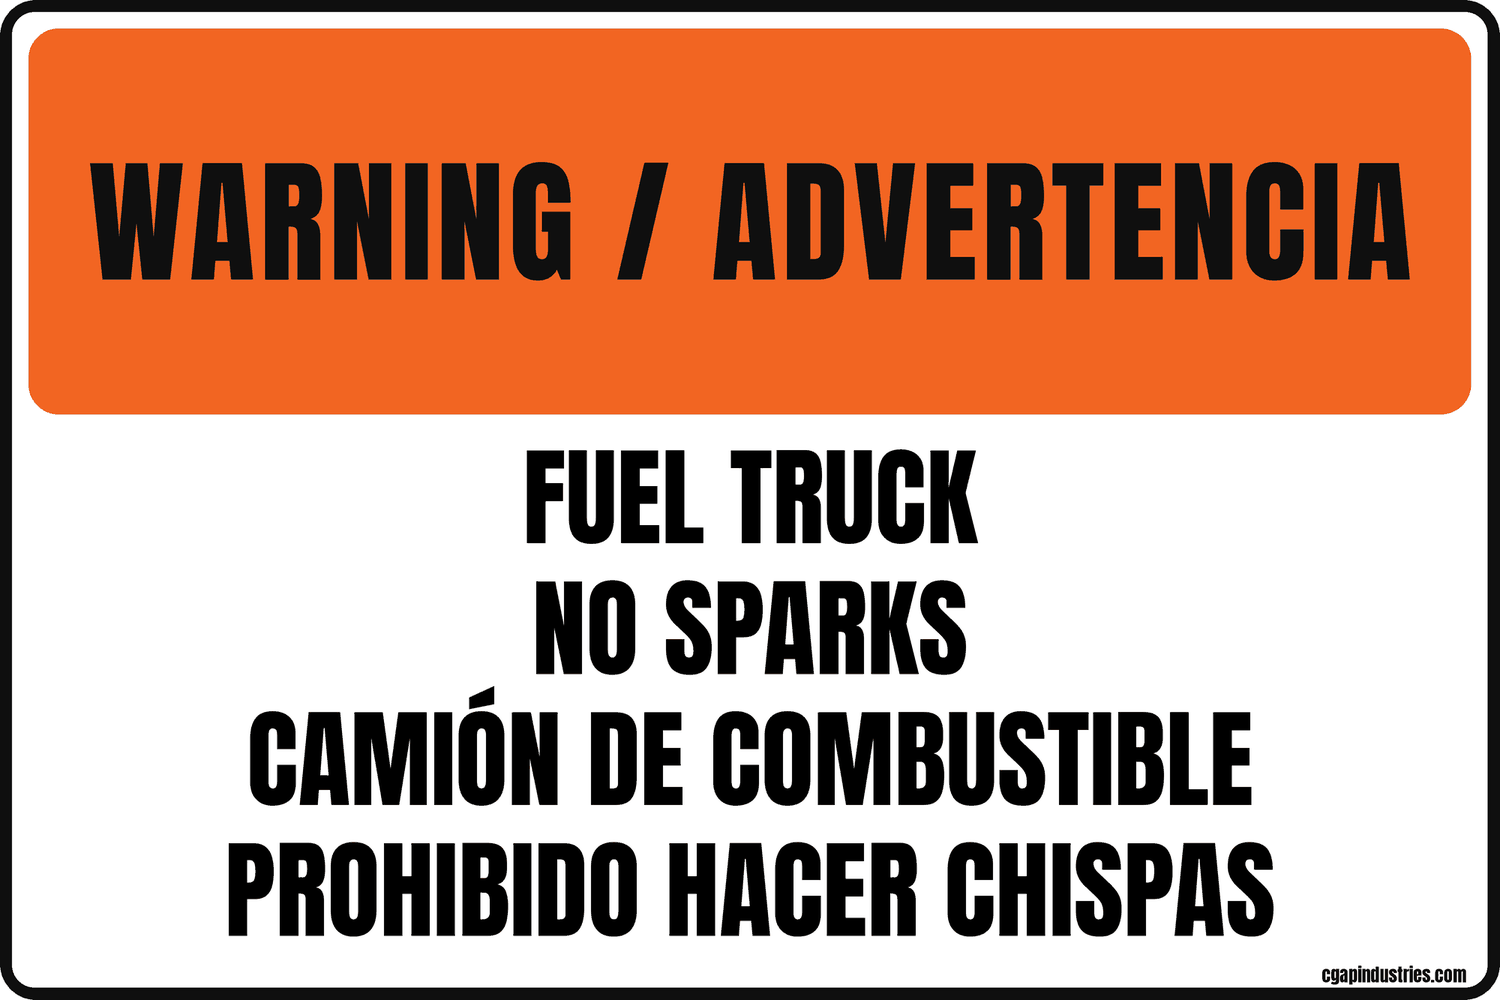 WARNING / ADVERTENCIA
FUEL TRUCK
NO SPARKS
CAMIÓN DE COMBUSTIBLE
PROHIBIDO HACER CHISPAS
cgapindustries.com